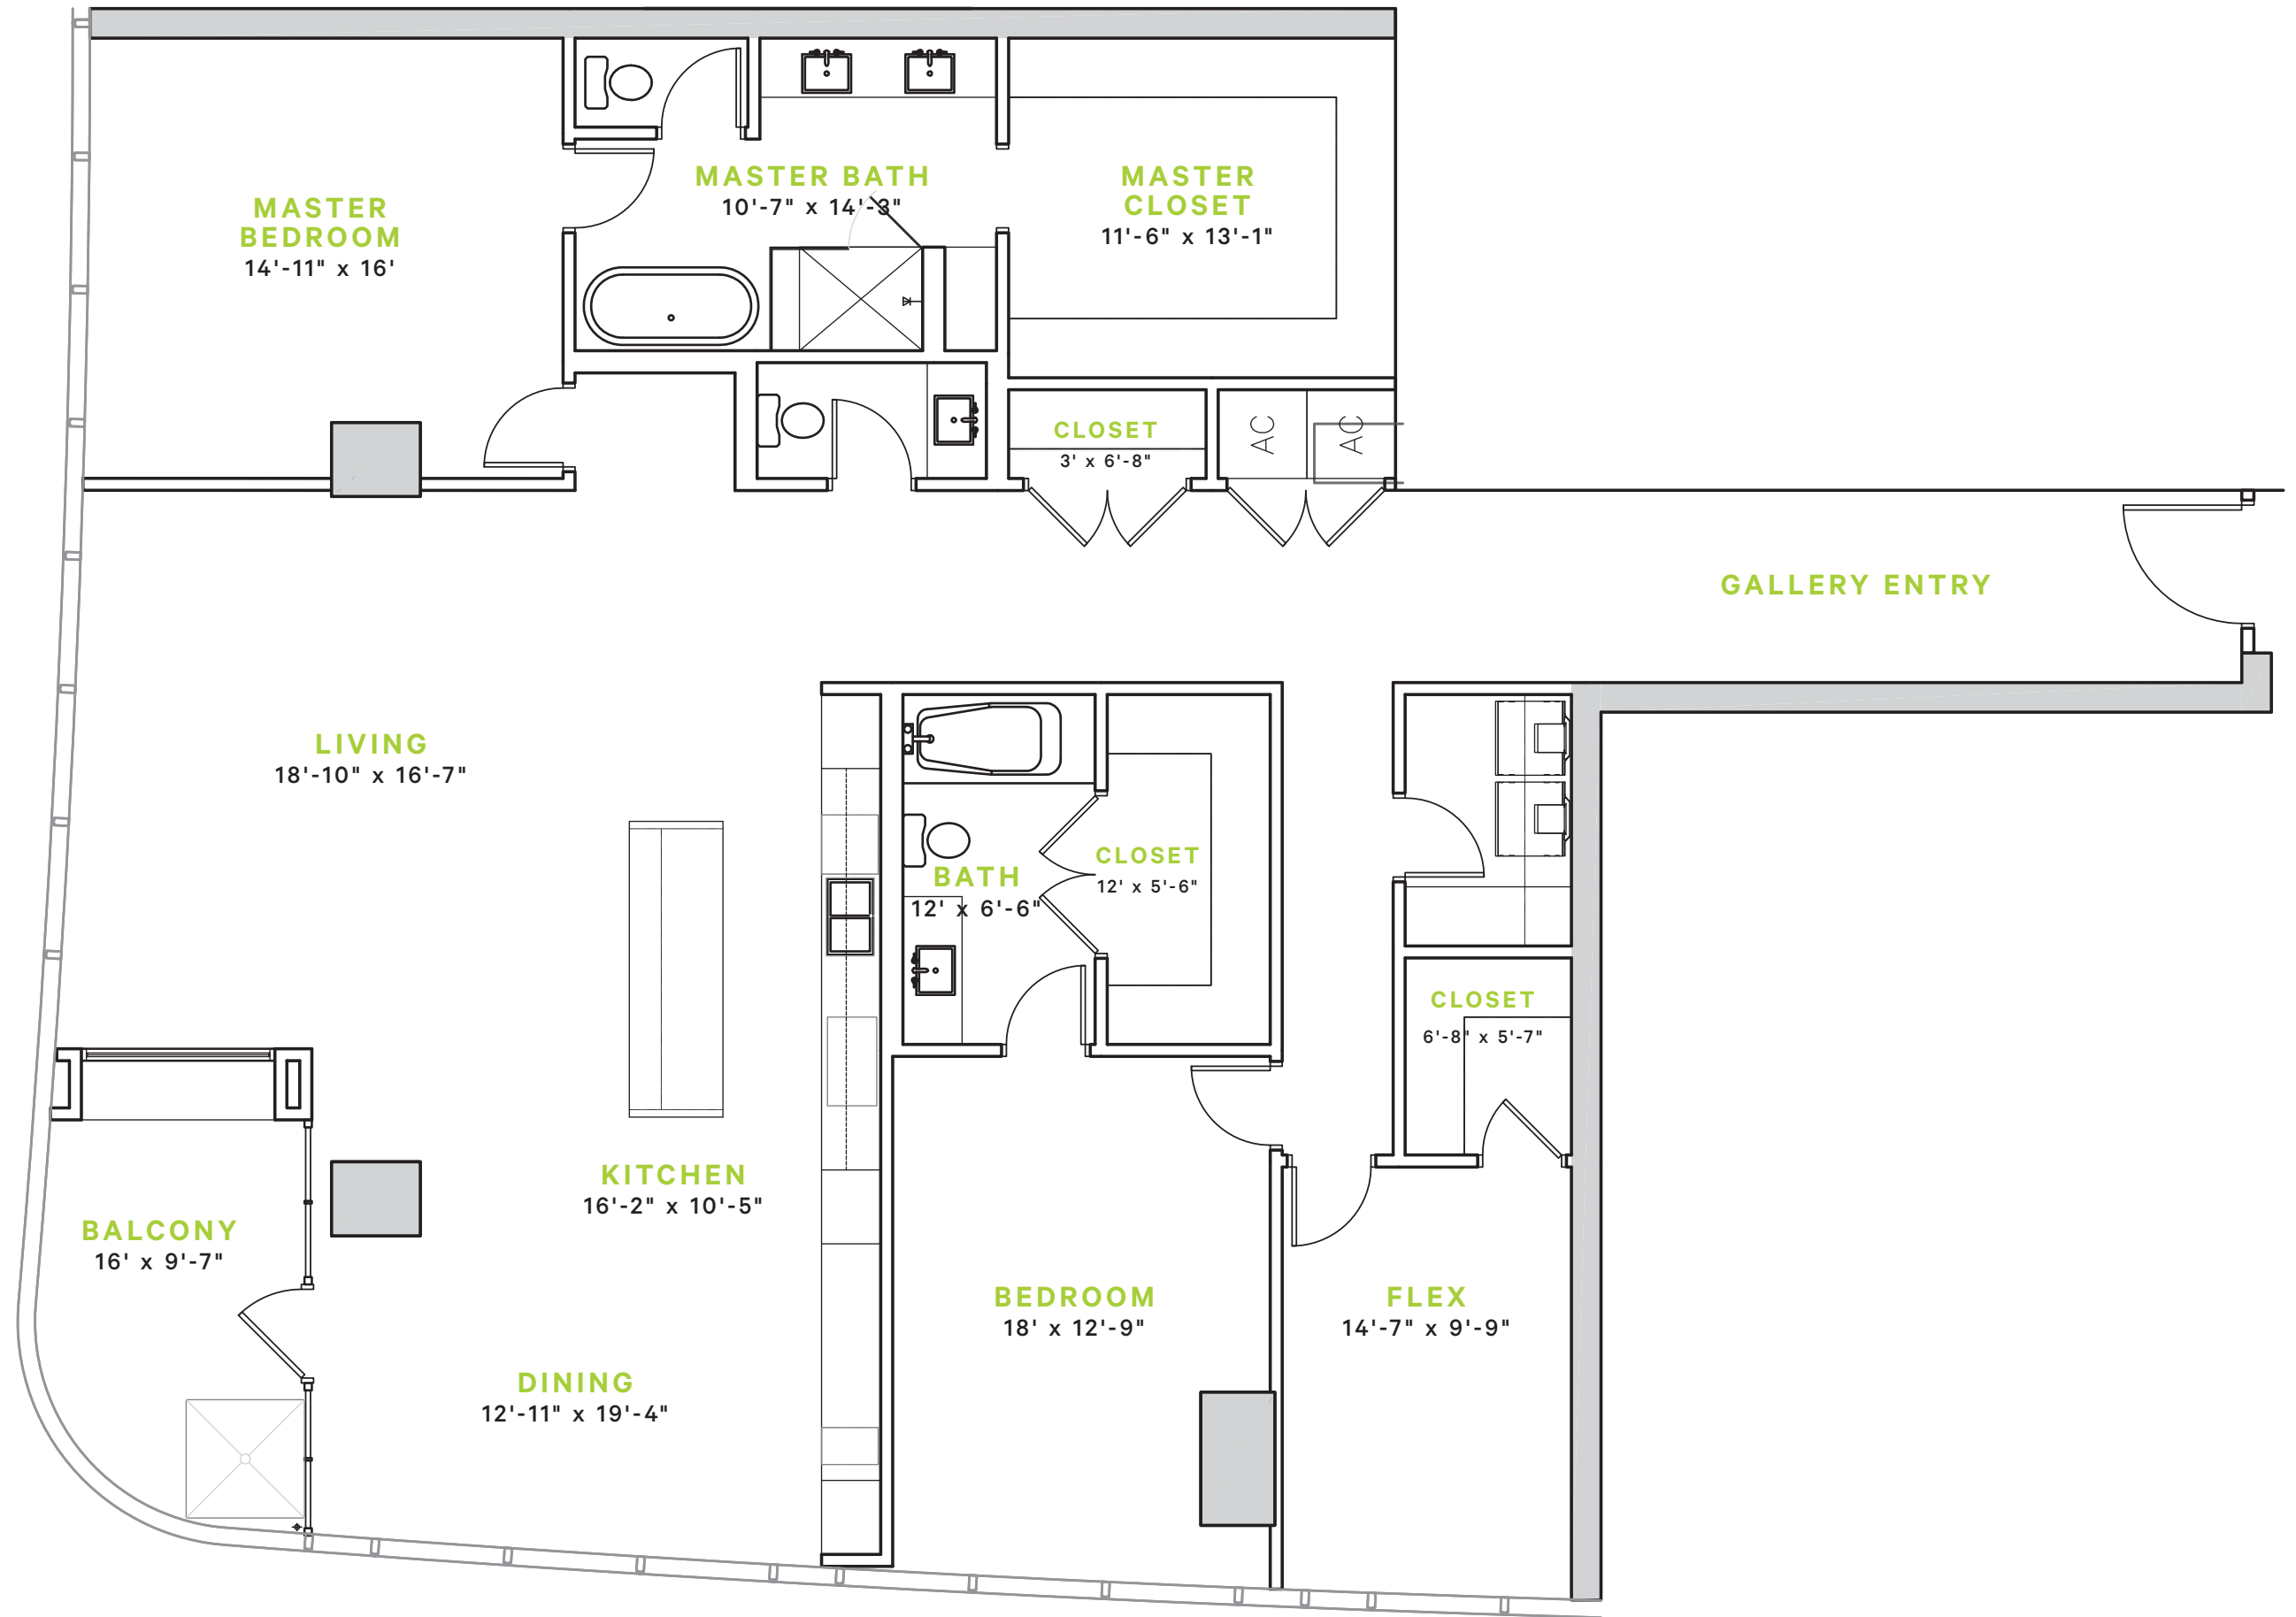 MASTER
BEDROOM
14'-11" x 16'
MASTER BATH
10'-7" x 14'-3"
MASTER
CLOSET
11'-6" x 13'-1"
CLOSET
3' x 6'-8"
AC
AC
GALLERY ENTRY
LIVING
18'-10" x 16'-7"
BATH
12' x 6'-6"
CLOSET
12' x 5'-6"
CLOSET
6'-8" x 5'-7"
KITCHEN
16'-2" x 10'-5"
BALCONY
16' x 9'-7"
BEDROOM
18' x 12'-9"
FLEX
14'-7" x 9'-9"
DINING
12'-11" x 19'-4"